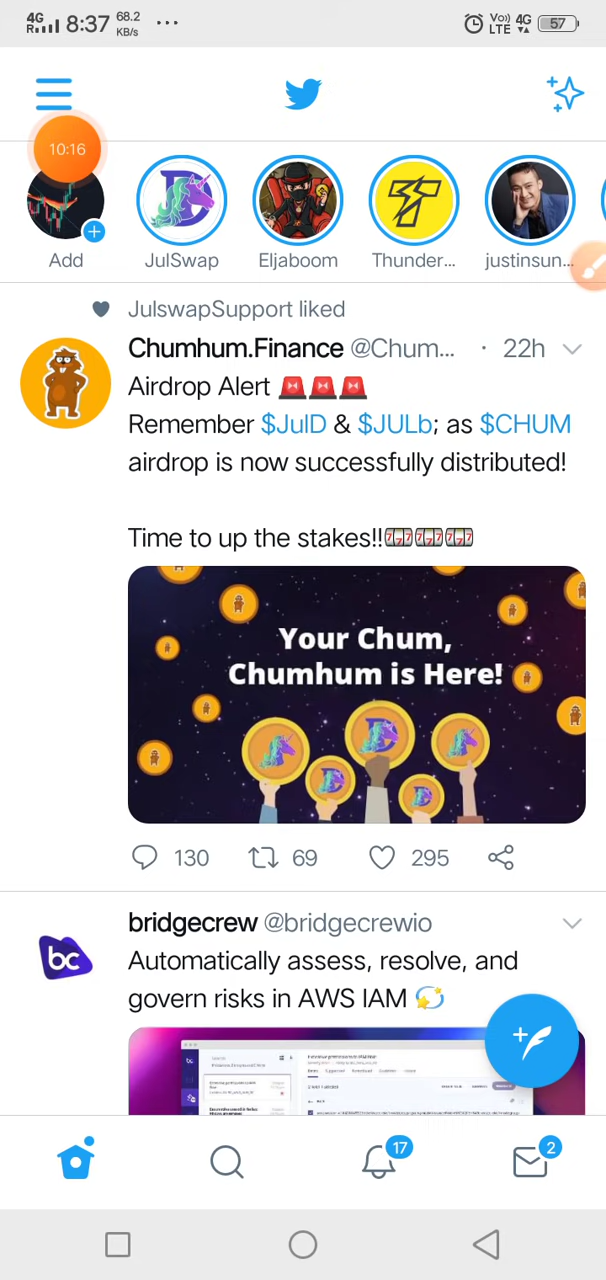 4G
R
8:37
68.2
KB/s
...
Vo))
LTE
4G
57
10:16
Add
JulSwap
Eljaboom
Thunder...
justinsun...
JulswapSupport liked
Chumhum.Finance @Chum... · 22h
Airdrop Alert 🚨🚨🚨
Remember $JulD & $JULb; as $CHUM
airdrop is now successfully distributed!
Time to up the stakes!!🎰🎰🎰
Your Chum,
Chumhum is Here!
130
69
295
bridgecrew @bridgecrewio
bc
Automatically assess, resolve, and
govern risks in AWS IAM 💫
17
2